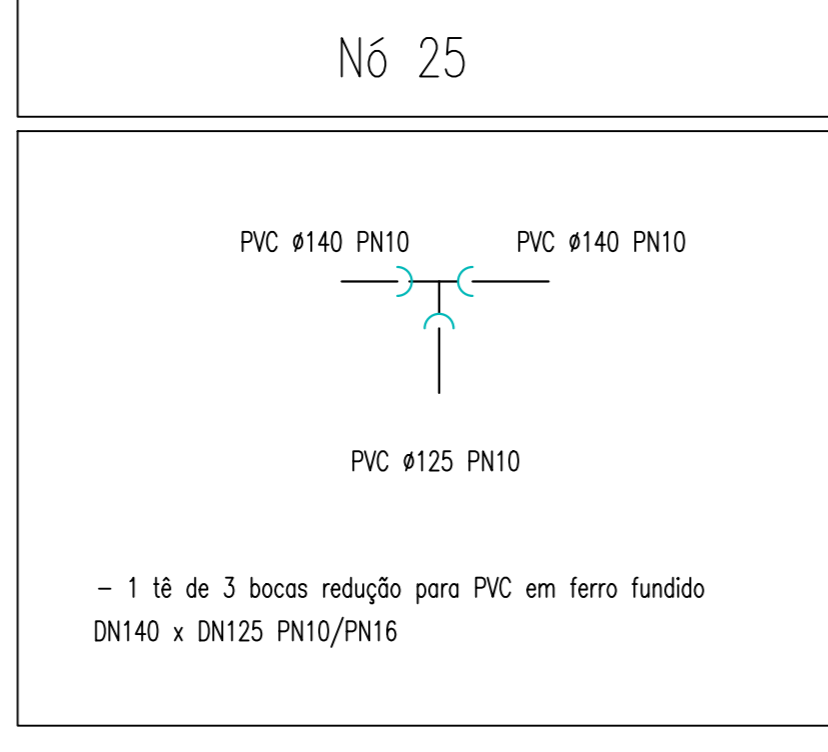 Nó 25
PVC ø140 PN10 PVC ø140 PN10
PVC ø125 PN10
– 1 tê de 3 bocas redução para PVC em ferro fundido
DN140 x DN125 PN10/PN16